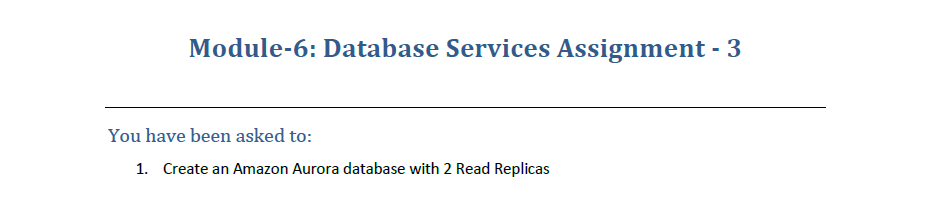 Module-6: Database Services Assignment - 3
You have been asked to:
1. Create an Amazon Aurora database with 2 Read Replicas